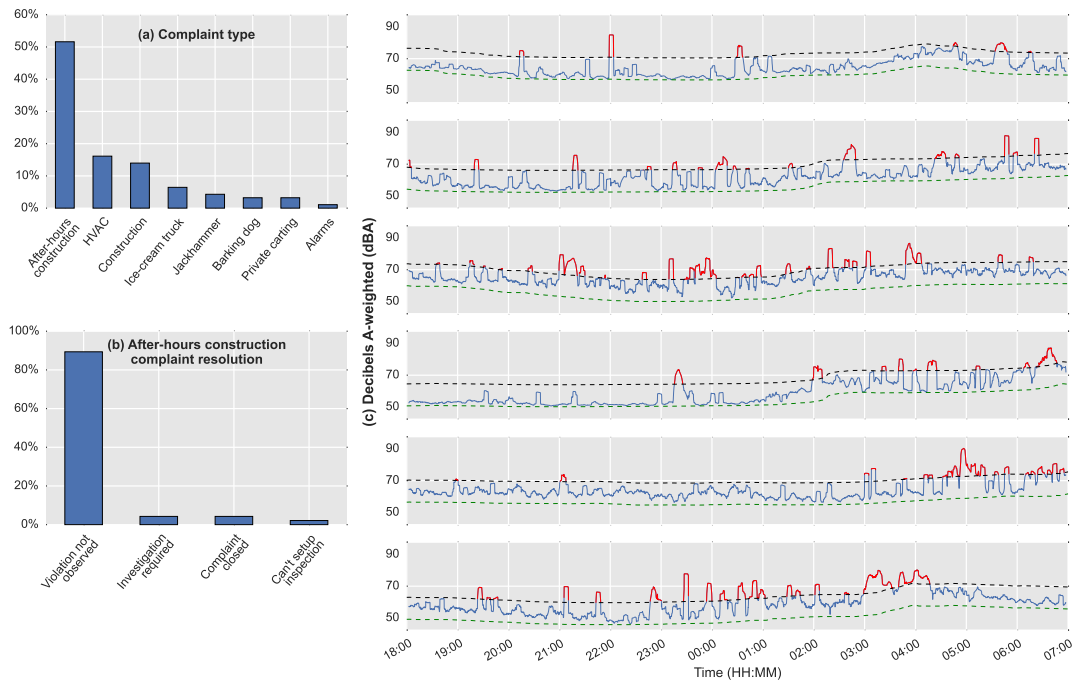 60%
50%
40%
30%
20%
10%
0%
(a) Complaint type
After-hours
construction
HVAC
Construction
Ice-cream truck
Jackhammer
Barking dog
Private carting
Alarms
100%
80%
60%
40%
20%
0%
(b) After-hours construction
complaint resolution
Violation not
observed
Investigation
required
Complaint
closed
Can't setup
inspection
(c) Decibels A-weighted (dBA)
90
70
50
90
70
50
90
70
50
90
70
50
90
70
50
90
70
50
18:00
19:00
20:00
21:00
22:00
23:00
00:00
01:00
02:00
03:00
04:00
05:00
06:00
07:00
Time (HH:MM)